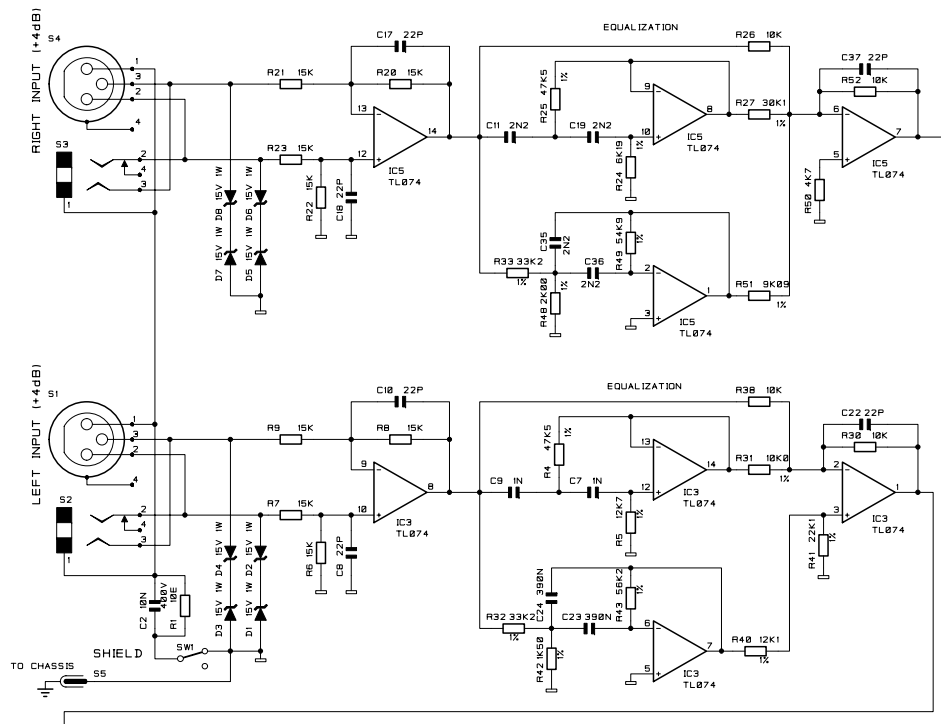 RIGHT INPUT (+4dB)
S4
1
3
2
4
S3
2
4
3
1
R21 15K
R23 15K
C17 22P
R20 15K
13
12
14
IC5
TL074
R22 15K
C18 22P
D8 15V 1W
D6 15V 1W
D7 15V 1W
D5 15V 1W
EQUALIZATION
R26 10K
R25 47K5
1%
C11 2N2
C19 2N2
9
10
8
IC5
TL074
R24 6K19
1%
R27 30K1
1%
C35
2N2
R33 33K2
1%
C36
2N2
R49 54K9
1%
R48 2K00
1%
2
3
1
IC5
TL074
R51 9K09
1%
C37 22P
R52 10K
6
5
7
IC5
TL074
R50 4K7
LEFT INPUT (+4dB)
S1
1
3
2
4
S2
2
4
3
1
R9 15K
R7 15K
C10 22P
R8 15K
9
10
8
IC3
TL074
R6 15K
C8 22P
D4 15V 1W
D2 15V 1W
D3 15V 1W
D1 15V 1W
EQUALIZATION
R38 10K
R4 47K5
1%
C9 1N
C7 1N
13
12
14
IC3
TL074
R5 12K7
1%
R31 10K0
1%
C24 390N
R32 33K2
1%
C23 390N
R43 56K2
1%
R42 1K50
1%
6
5
7
IC3
TL074
R40 12K1
1%
C22 22P
R30 10K
2
3
1
IC3
TL074
R41 22K1
1%
C2 10N
400V
R1 10E
SHIELD
SW1
TO CHASSIS
S5